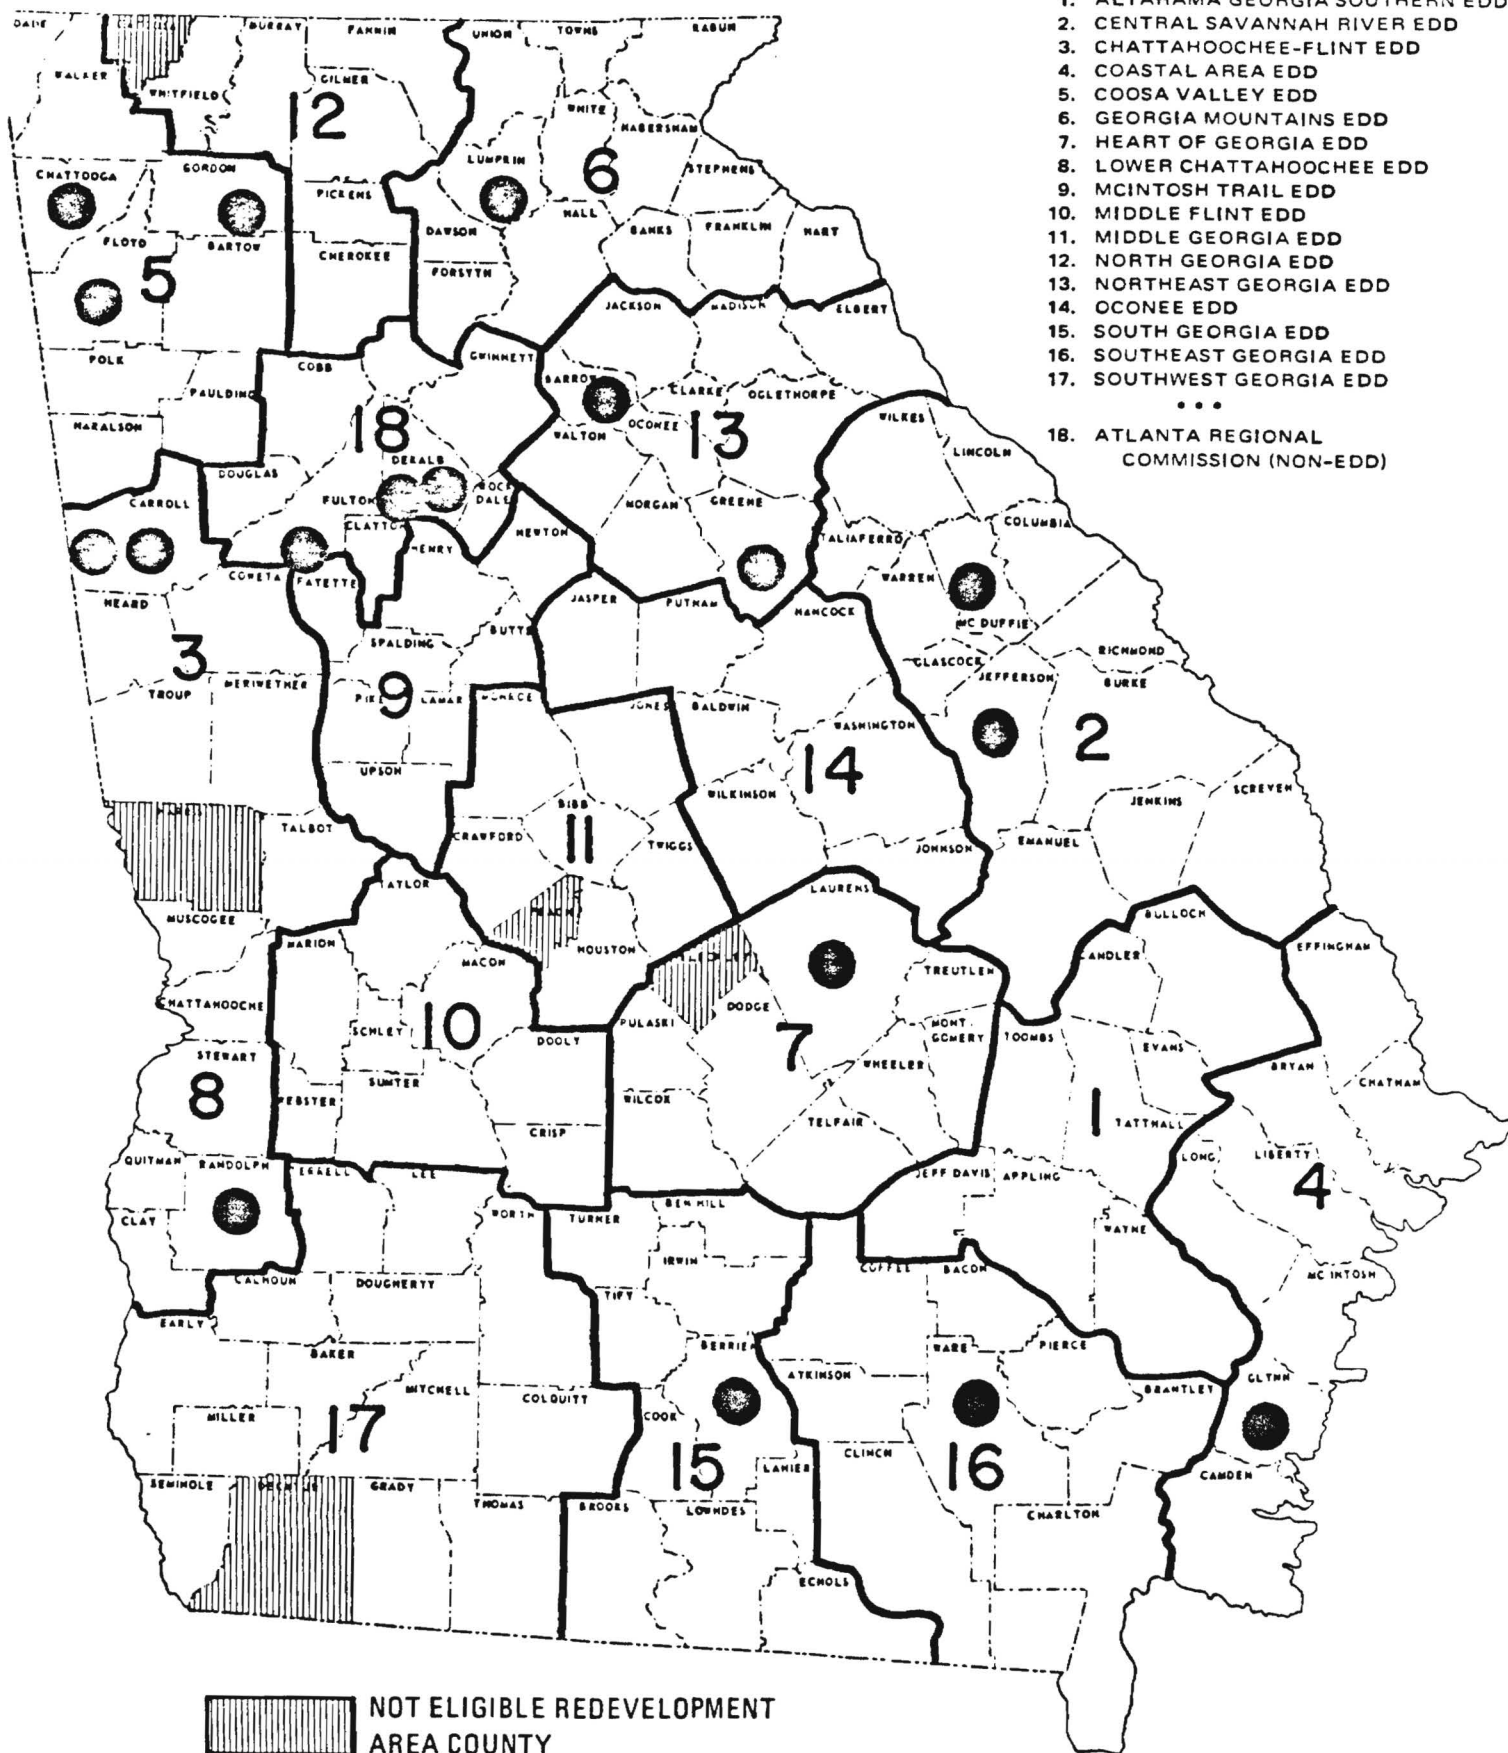 1. ALTAHAMA GEORGIA SOUTHERN EDD
2. CENTRAL SAVANNAH RIVER EDD
3. CHATTAHOOCHEE-FLINT EDD
4. COASTAL AREA EDD
5. COOSA VALLEY EDD
6. GEORGIA MOUNTAINS EDD
7. HEART OF GEORGIA EDD
8. LOWER CHATTAHOOCHEE EDD
9. MCINTOSH TRAIL EDD
10. MIDDLE FLINT EDD
11. MIDDLE GEORGIA EDD
12. NORTH GEORGIA EDD
13. NORTHEAST GEORGIA EDD
14. OCONEE EDD
15. SOUTH GEORGIA EDD
16. SOUTHEAST GEORGIA EDD
17. SOUTHWEST GEORGIA EDD
• • •
18. ATLANTA REGIONAL
COMMISSION (NON-EDD)
DADE MURRAY FANNIN UNION TOWNS RABUN
WALKER WHITFIELD GILMER WHITE HABERSHAM
12
LUMPKIN 6 STEPHENS
CHATTOOGA GORDON PICKENS HALL
FLOYD BARTOW CHEROKEE DAWSON BANKS FRANKLIN HART
5 FORSYTH
JACKSON MADISON ELBERT
POLK COBB GWINNETT
PAULDING BARROW CLARKE OGLETHORPE
HARALSON 18 WALTON OCONEE 13 WILKES
DOUGLAS DEKALB LINCOLN
CARROLL FULTON ROCK
DALE MORGAN GREENE COLUMBIA
CLAYTON HENRY NEWTON TALIAFERRO
COWETA FAYETTE WARREN
HEARD JASPER PUTNAM HANCOCK
MC DUFFIE
3 SPALDING BUTTS GLASCOCK RICHMOND
TROUP MERIWETHER PIKE 9 LAMAR MONROE JONES BALDWIN JEFFERSON BURKE
WASHINGTON 2
UPSON 14
WILKINSON JENKINS SCREVEN
BIBB
TALBOT CRAWFORD 11 TWIGGS JOHNSON EMANUEL
TAYLOR LAURENS
MUSCOGEE PEACH BULLOCH
MARION HOUSTON EFFINGHAM
MACON TREUTLEN CANDLER
CHATTAHOOCHE 10 DODGE
SCHLEY PULASKI MONT.
GOMERY TOOMBS
STEWART DOOLY 7 EVANS
8 SUMTER WHEELER BRYAN CHATHAM
WEBSTER WILCOX 1
CRISP TELFAIR TATTNALL
QUITMAN RANDOLPH TERRELL LEE JEFF DAVIS APPLING LONG LIBERTY
4
CLAY WORTH TURNER BEN HILL WAYNE
IRWIN COFFEE BACON MC INTOSH
CALHOUN DOUGHERTY
TIFT
EARLY
BAKER BERRIEN WARE PIERCE
MITCHELL ATKINSON GLYNN
MILLER COLQUITT COOK BRANTLEY
17 CLINCH
15 LANIER 16 CAMDEN
SEMINOLE DECATUR GRADY THOMAS BROOKS LOWNDES
CHARLTON
ECHOLS
NOT ELIGIBLE REDEVELOPMENT
AREA COUNTY